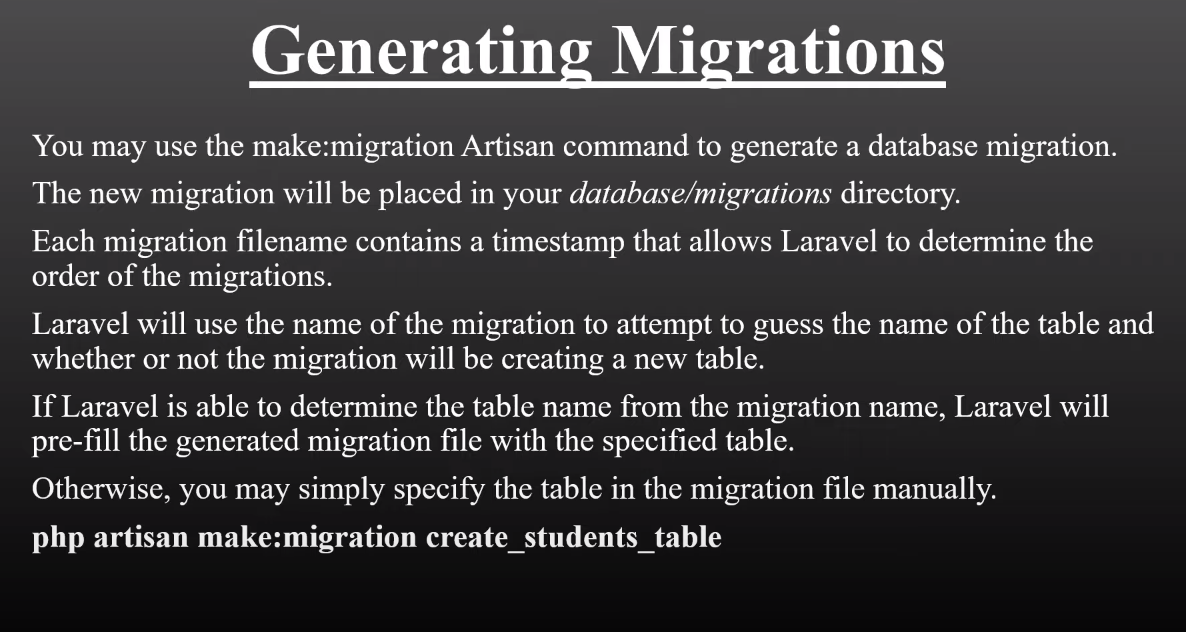 Generating Migrations
You may use the make:migration Artisan command to generate a database migration.
The new migration will be placed in your database/migrations directory.
Each migration filename contains a timestamp that allows Laravel to determine the
order of the migrations.
Laravel will use the name of the migration to attempt to guess the name of the table and
whether or not the migration will be creating a new table.
If Laravel is able to determine the table name from the migration name, Laravel will
pre-fill the generated migration file with the specified table.
Otherwise, you may simply specify the table in the migration file manually.
php artisan make:migration create_students_table